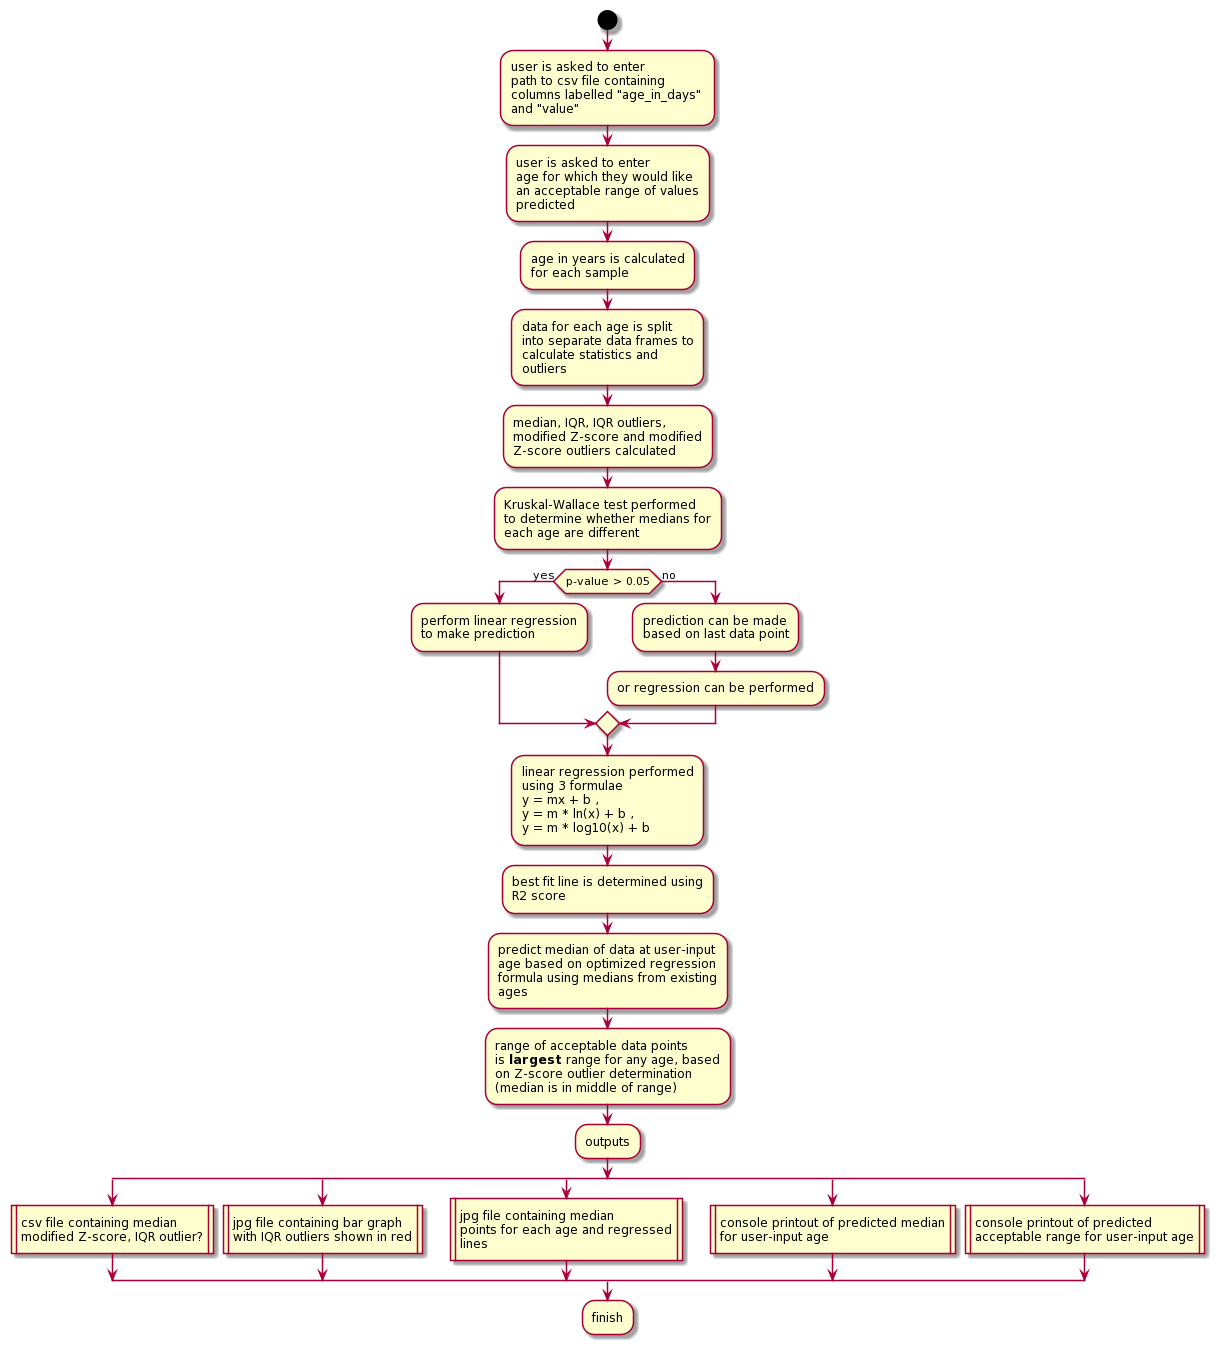 user is asked to enter
path to csv file containing
columns labelled "age_in_days"
and "value"
user is asked to enter
age for which they would like
an acceptable range of values
predicted
age in years is calculated
for each sample
data for each age is split
into separate data frames to
calculate statistics and
outliers
median, IQR, IQR outliers,
modified Z-score and modified
Z-score outliers calculated
Kruskal-Wallace test performed
to determine whether medians for
each age are different
yes
p-value > 0.05
no
perform linear regression
to make prediction
prediction can be made
based on last data point
or regression can be performed
linear regression performed
using 3 formulae
y = mx + b ,
y = m * ln(x) + b ,
y = m * log10(x) + b
best fit line is determined using
R2 score
predict median of data at user-input
age based on optimized regression
formula using medians from existing
ages
range of acceptable data points
is largest range for any age, based
on Z-score outlier determination
(median is in middle of range)
outputs
csv file containing median
modified Z-score, IQR outlier?
jpg file containing bar graph
with IQR outliers shown in red
jpg file containing median
points for each age and regressed
lines
console printout of predicted median
for user-input age
console printout of predicted
acceptable range for user-input age
finish